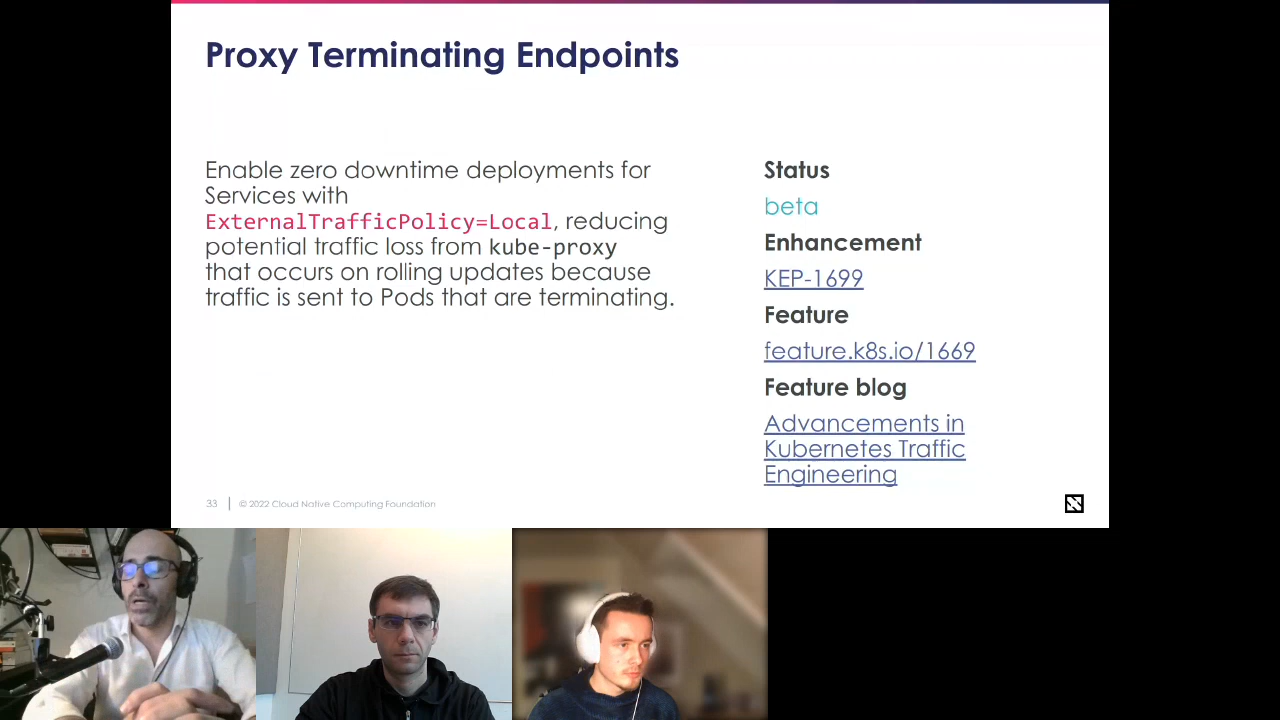 Proxy Terminating Endpoints
Enable zero downtime deployments for
Services with
ExternalTrafficPolicy=Local, reducing
potential traffic loss from kube-proxy
that occurs on rolling updates because
traffic is sent to Pods that are terminating.
Status
beta
Enhancement
KEP-1699
Feature
feature.k8s.io/1669
Feature blog
Advancements in
Kubernetes Traffic
Engineering
33 | © 2022 Cloud Native Computing Foundation